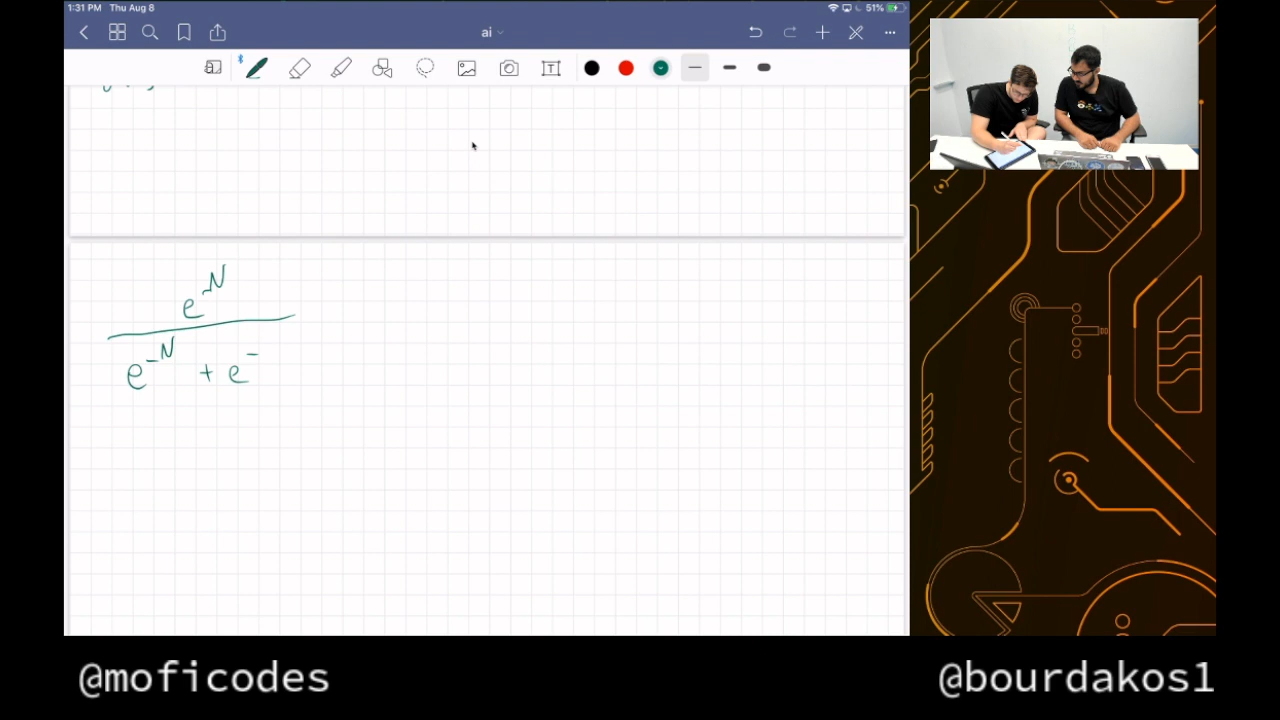 1:31 PM Thu Aug 8 51%
ai
T
e^-N
e^-N + e^-
@moficodes @bourdakos1